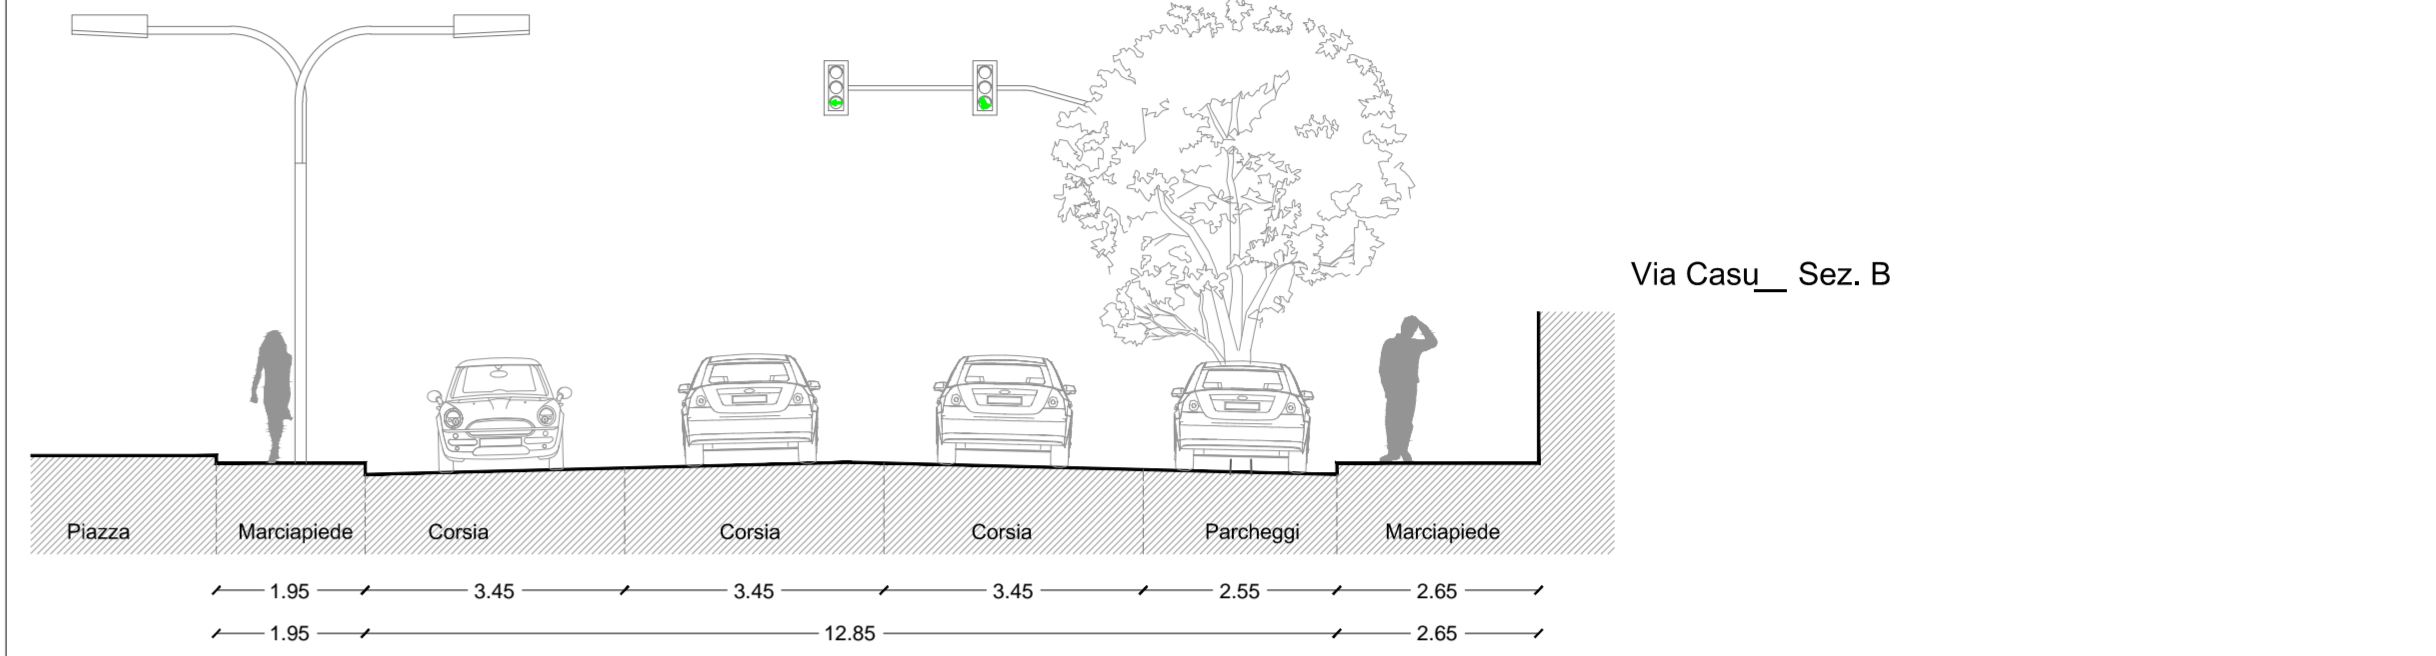 Via Casu__ Sez. B
Piazza Marciapiede Corsia Corsia Corsia Parcheggi Marciapiede
1.95 3.45 3.45 3.45 2.55 2.65
1.95 12.85 2.65